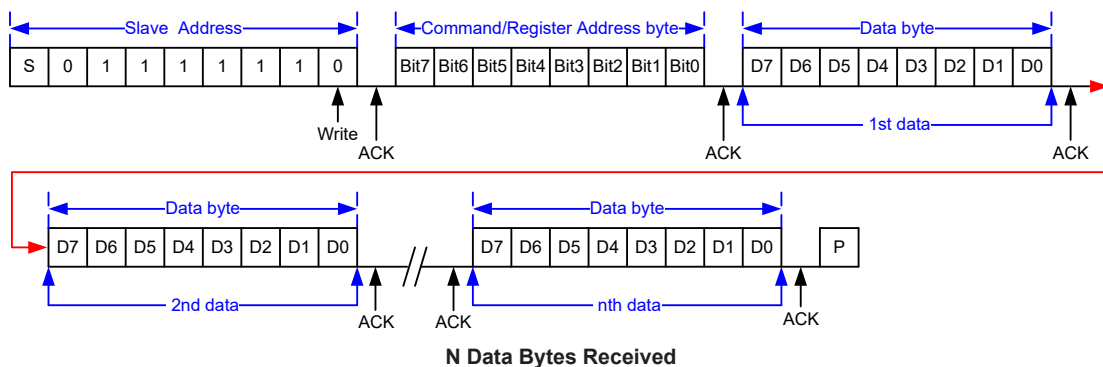 Slave Address Command/Register Address byte Data byte
S 0 1 1 1 1 1 1 0 Bit7 Bit6 Bit5 Bit4 Bit3 Bit2 Bit1 Bit0 D7 D6 D5 D4 D3 D2 D1 D0
Write 1st data
ACK ACK ACK
Data byte Data byte
D7 D6 D5 D4 D3 D2 D1 D0 // D7 D6 D5 D4 D3 D2 D1 D0 P
2nd data nth data
ACK ACK ACK
N Data Bytes Received